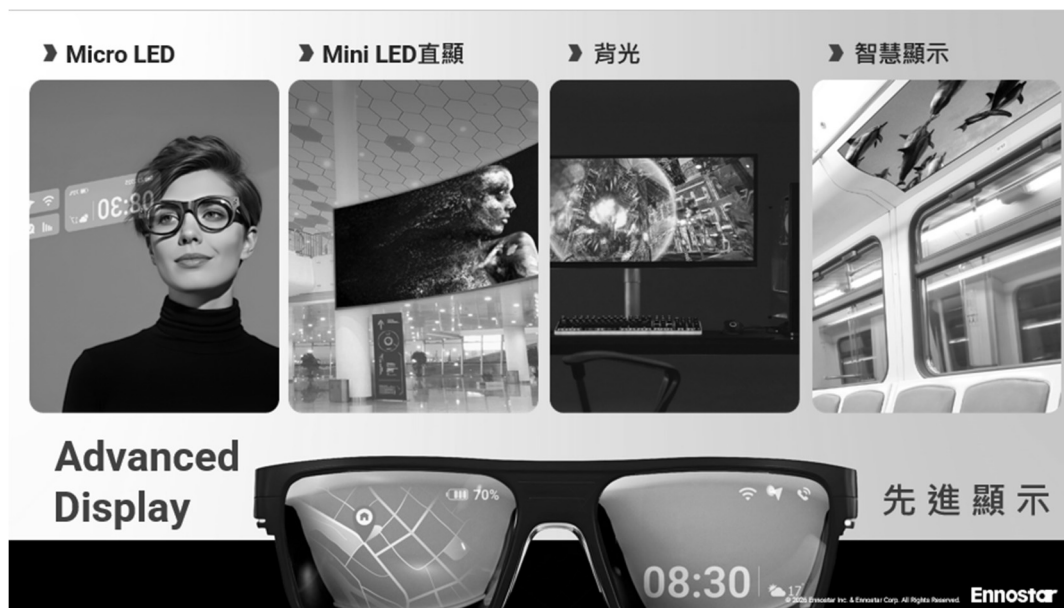 Micro LED
Mini LED直顯
背光
智慧顯示
08:30
Advanced
Display
先進顯示
70%
08:30
17°
© 2025 Ennostar Inc. & Ennostar Corp. All Rights Reserved.
Ennostar